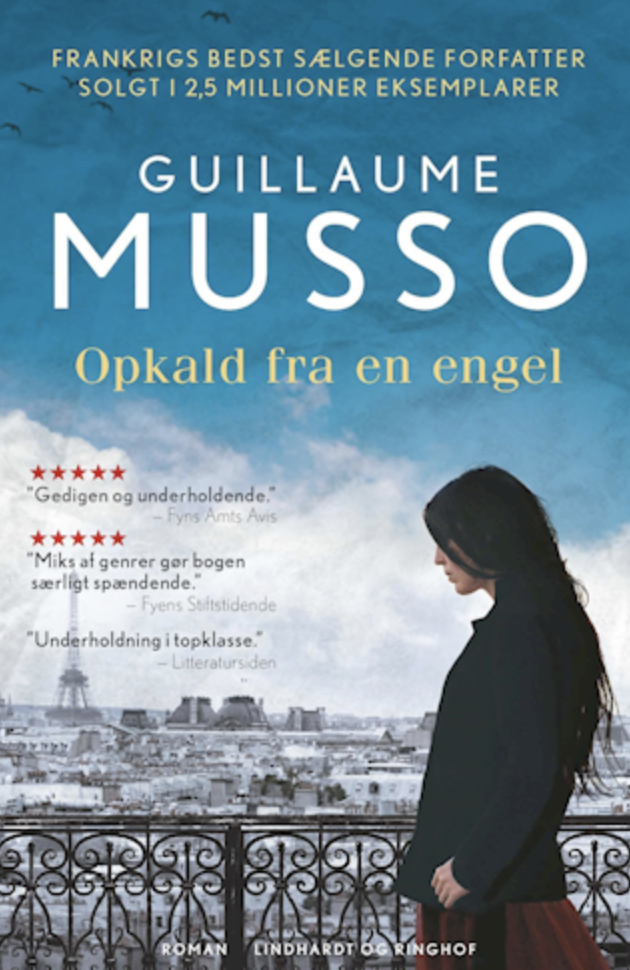 FRANKRIGS BEDST SÆLGENDE FORFATTER
SOLGT I 2,5 MILLIONER EKSEMPLARER
GUILLAUME
MUSSO
Opkald fra en engel
★★★★★
"Gedigen og underholdende."
– Fyns Amts Avis
★★★★★
"Miks af genrer gør bogen
særligt spændende."
– Fyens Stiftstidende
"Underholdning i topklasse."
– Litteratursiden
ROMAN LINDHARDT OG RINGHOF